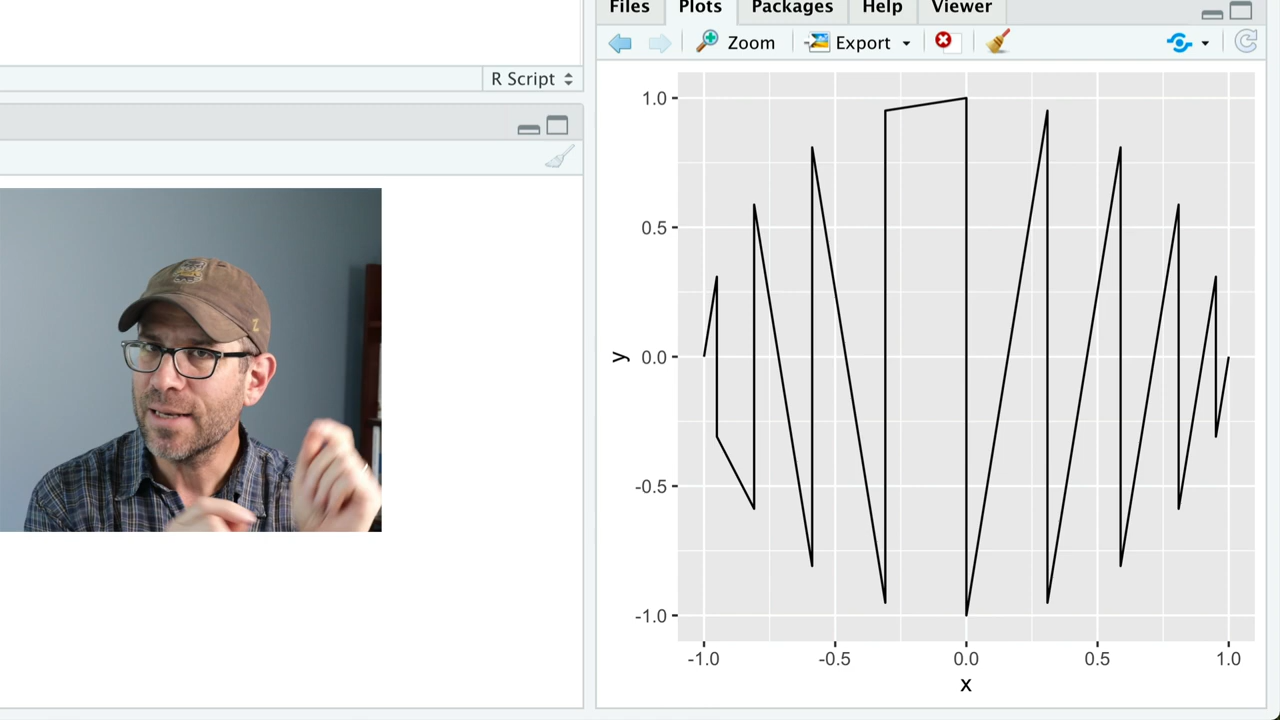 Files Plots Packages Help Viewer
Zoom Export
R Script
1.0
0.5
0.0
-0.5
-1.0
y
-1.0 -0.5 0.0 0.5 1.0
x
Z